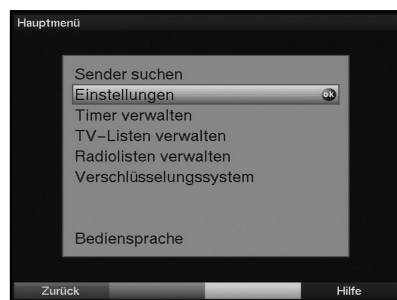 Hauptmenü
Sender suchen
Einstellungen ok
Timer verwalten
TV-Listen verwalten
Radiolisten verwalten
Verschlüsselungssystem
Bediensprache
Zurück Hilfe